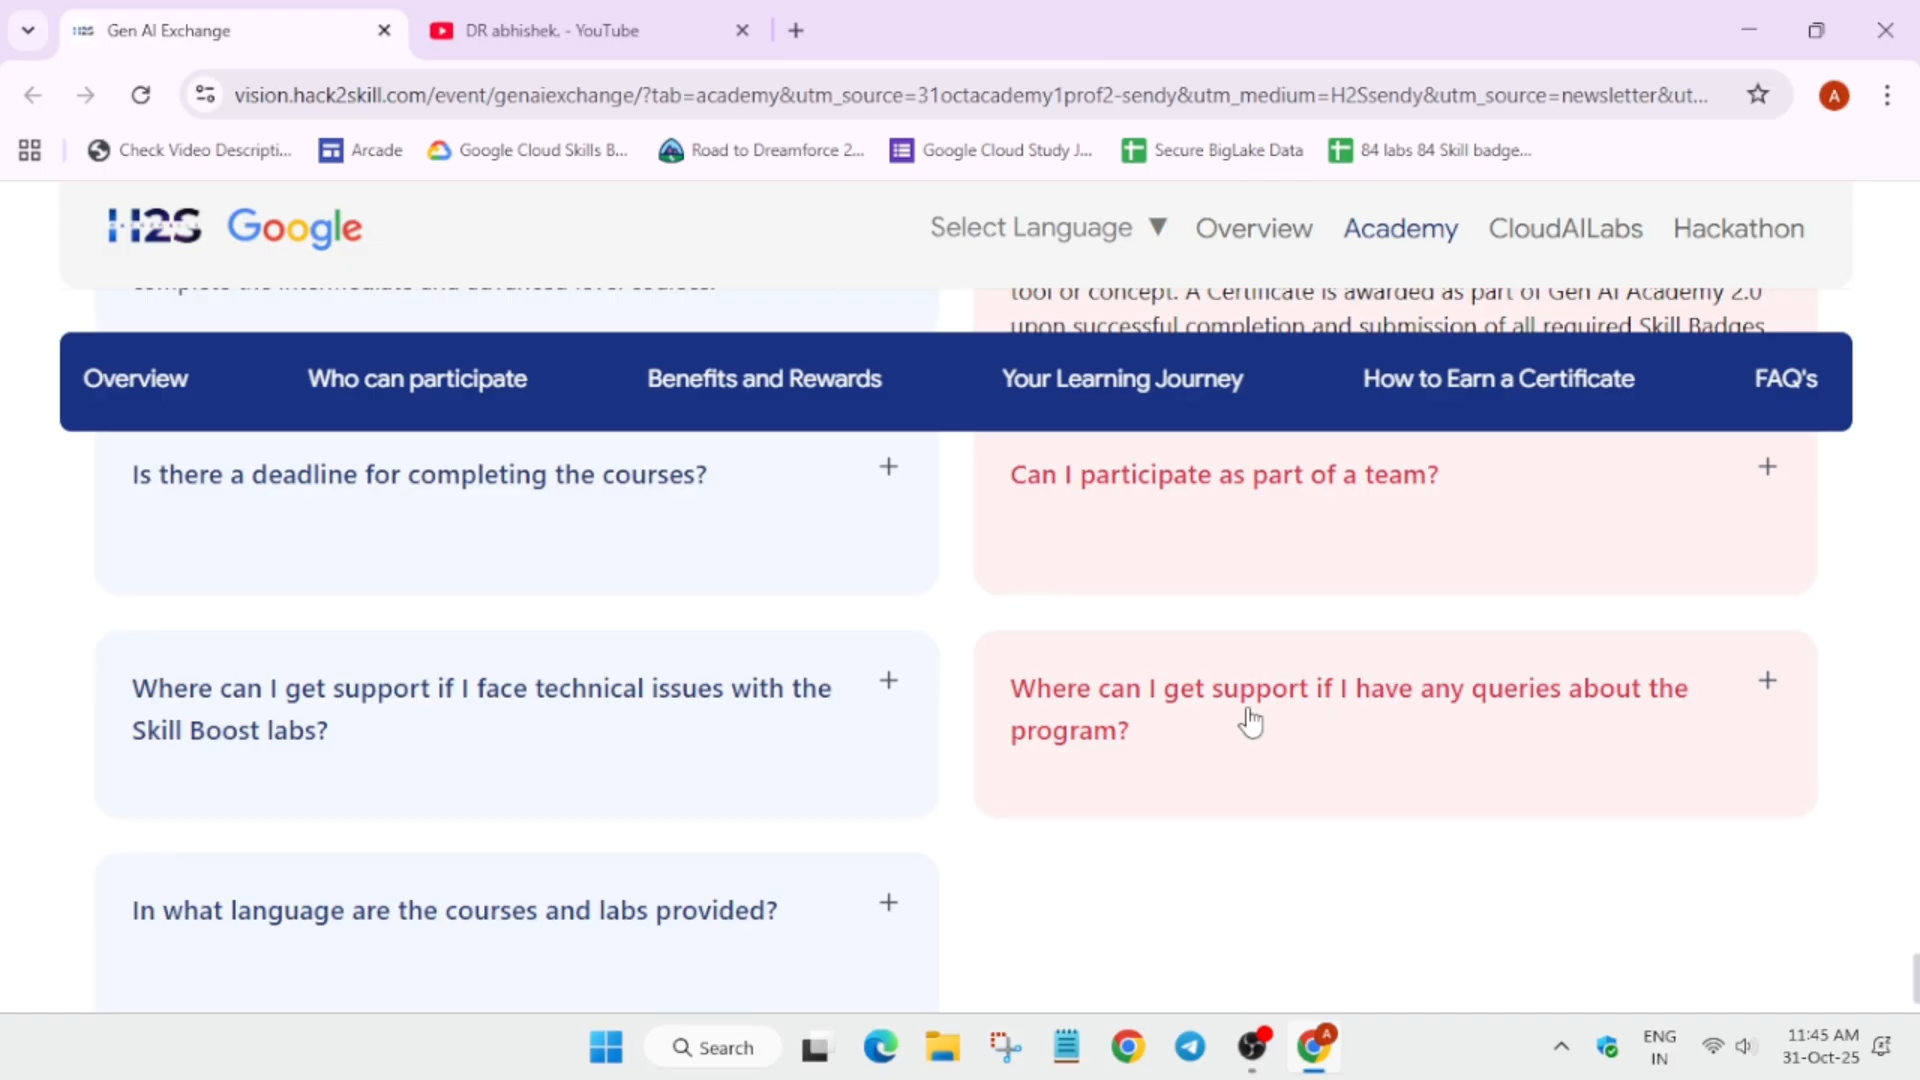 Gen AI Exchange
DR abhishek. - YouTube
vision.hack2skill.com/event/genaiexchange/?tab=academy&utm_source=31octacademy1prof2-sendy&utm_medium=H2Ssendy&utm_source=newsletter&ut...
A
Check Video Descripti...
Arcade
Google Cloud Skills B...
Road to Dreamforce 2...
Google Cloud Study J...
Secure BigLake Data
84 labs 84 Skill badge...
H2S Google
Select Language ▼
Overview
Academy
CloudAILabs
Hackathon
complete the intermediate and advanced level courses.
tool or concept. A Certificate is awarded as part of Gen AI Academy 2.0
upon successful completion and submission of all required Skill Badges
Overview
Who can participate
Benefits and Rewards
Your Learning Journey
How to Earn a Certificate
FAQ's
Is there a deadline for completing the courses? +
Can I participate as part of a team? +
Where can I get support if I face technical issues with the +
Skill Boost labs?
Where can I get support if I have any queries about the +
program?
In what language are the courses and labs provided? +
Search
A
ENG
IN
11:45 AM
31-Oct-25